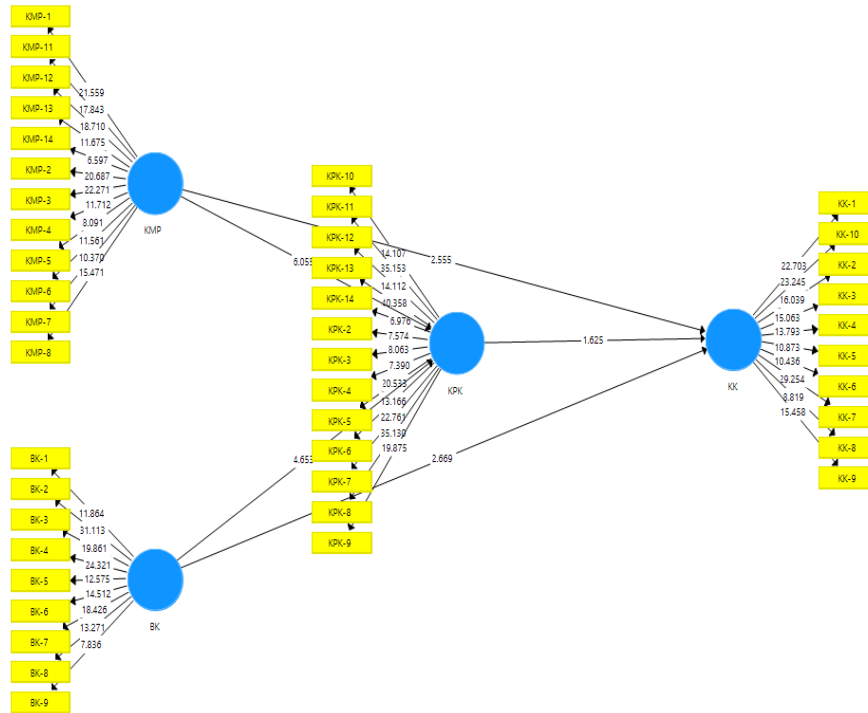 KMP-1
KMP-11
KMP-12
KMP-13
KMP-14
KMP-2
KMP-3
KMP-4
KMP-5
KMP-6
KMP-7
KMP-8
21.559
17.843
18.710
11.675
6.597
20.687
22.271
11.712
8.091
11.561
10.370
15.471
KMP
BK-1
BK-2
BK-3
BK-4
BK-5
BK-6
BK-7
BK-8
BK-9
11.864
31.113
19.861
24.321
12.575
14.512
18.426
13.271
7.836
BK
2.555
4.653
2.669
KPK-10
KPK-11
KPK-12
KPK-13
KPK-14
KPK-2
KPK-3
KPK-4
KPK-5
KPK-6
KPK-7
KPK-8
KPK-9
14.107
35.153
14.112
40.358
6.976
7.574
8.063
7.390
20.533
13.166
22.761
35.130
19.875
KPK
1.625
KK
22.703
23.245
16.039
15.063
13.793
10.873
10.436
29.254
8.819
15.458
KK-1
KK-10
KK-2
KK-3
KK-4
KK-5
KK-6
KK-7
KK-8
KK-9